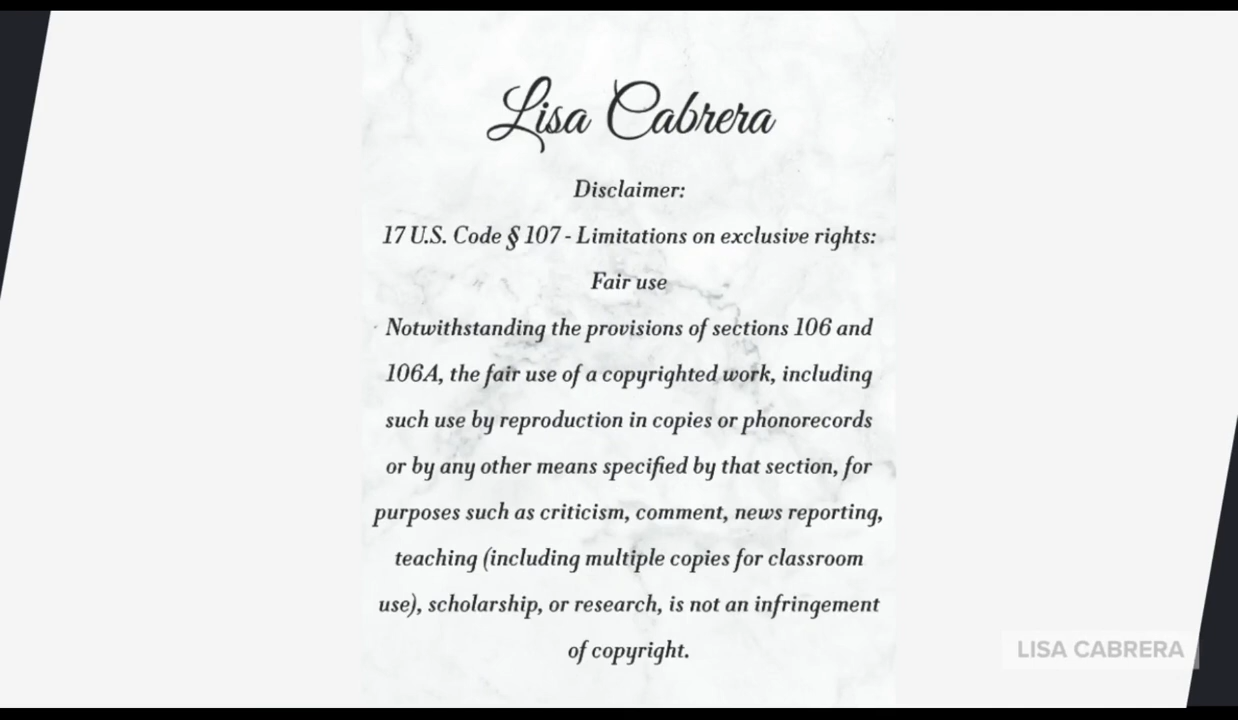 Lisa Cabrera
Disclaimer:
17 U.S. Code § 107 - Limitations on exclusive rights:
Fair use
Notwithstanding the provisions of sections 106 and
106A, the fair use of a copyrighted work, including
such use by reproduction in copies or phonorecords
or by any other means specified by that section, for
purposes such as criticism, comment, news reporting,
teaching (including multiple copies for classroom
use), scholarship, or research, is not an infringement
of copyright.
LISA CABRERA